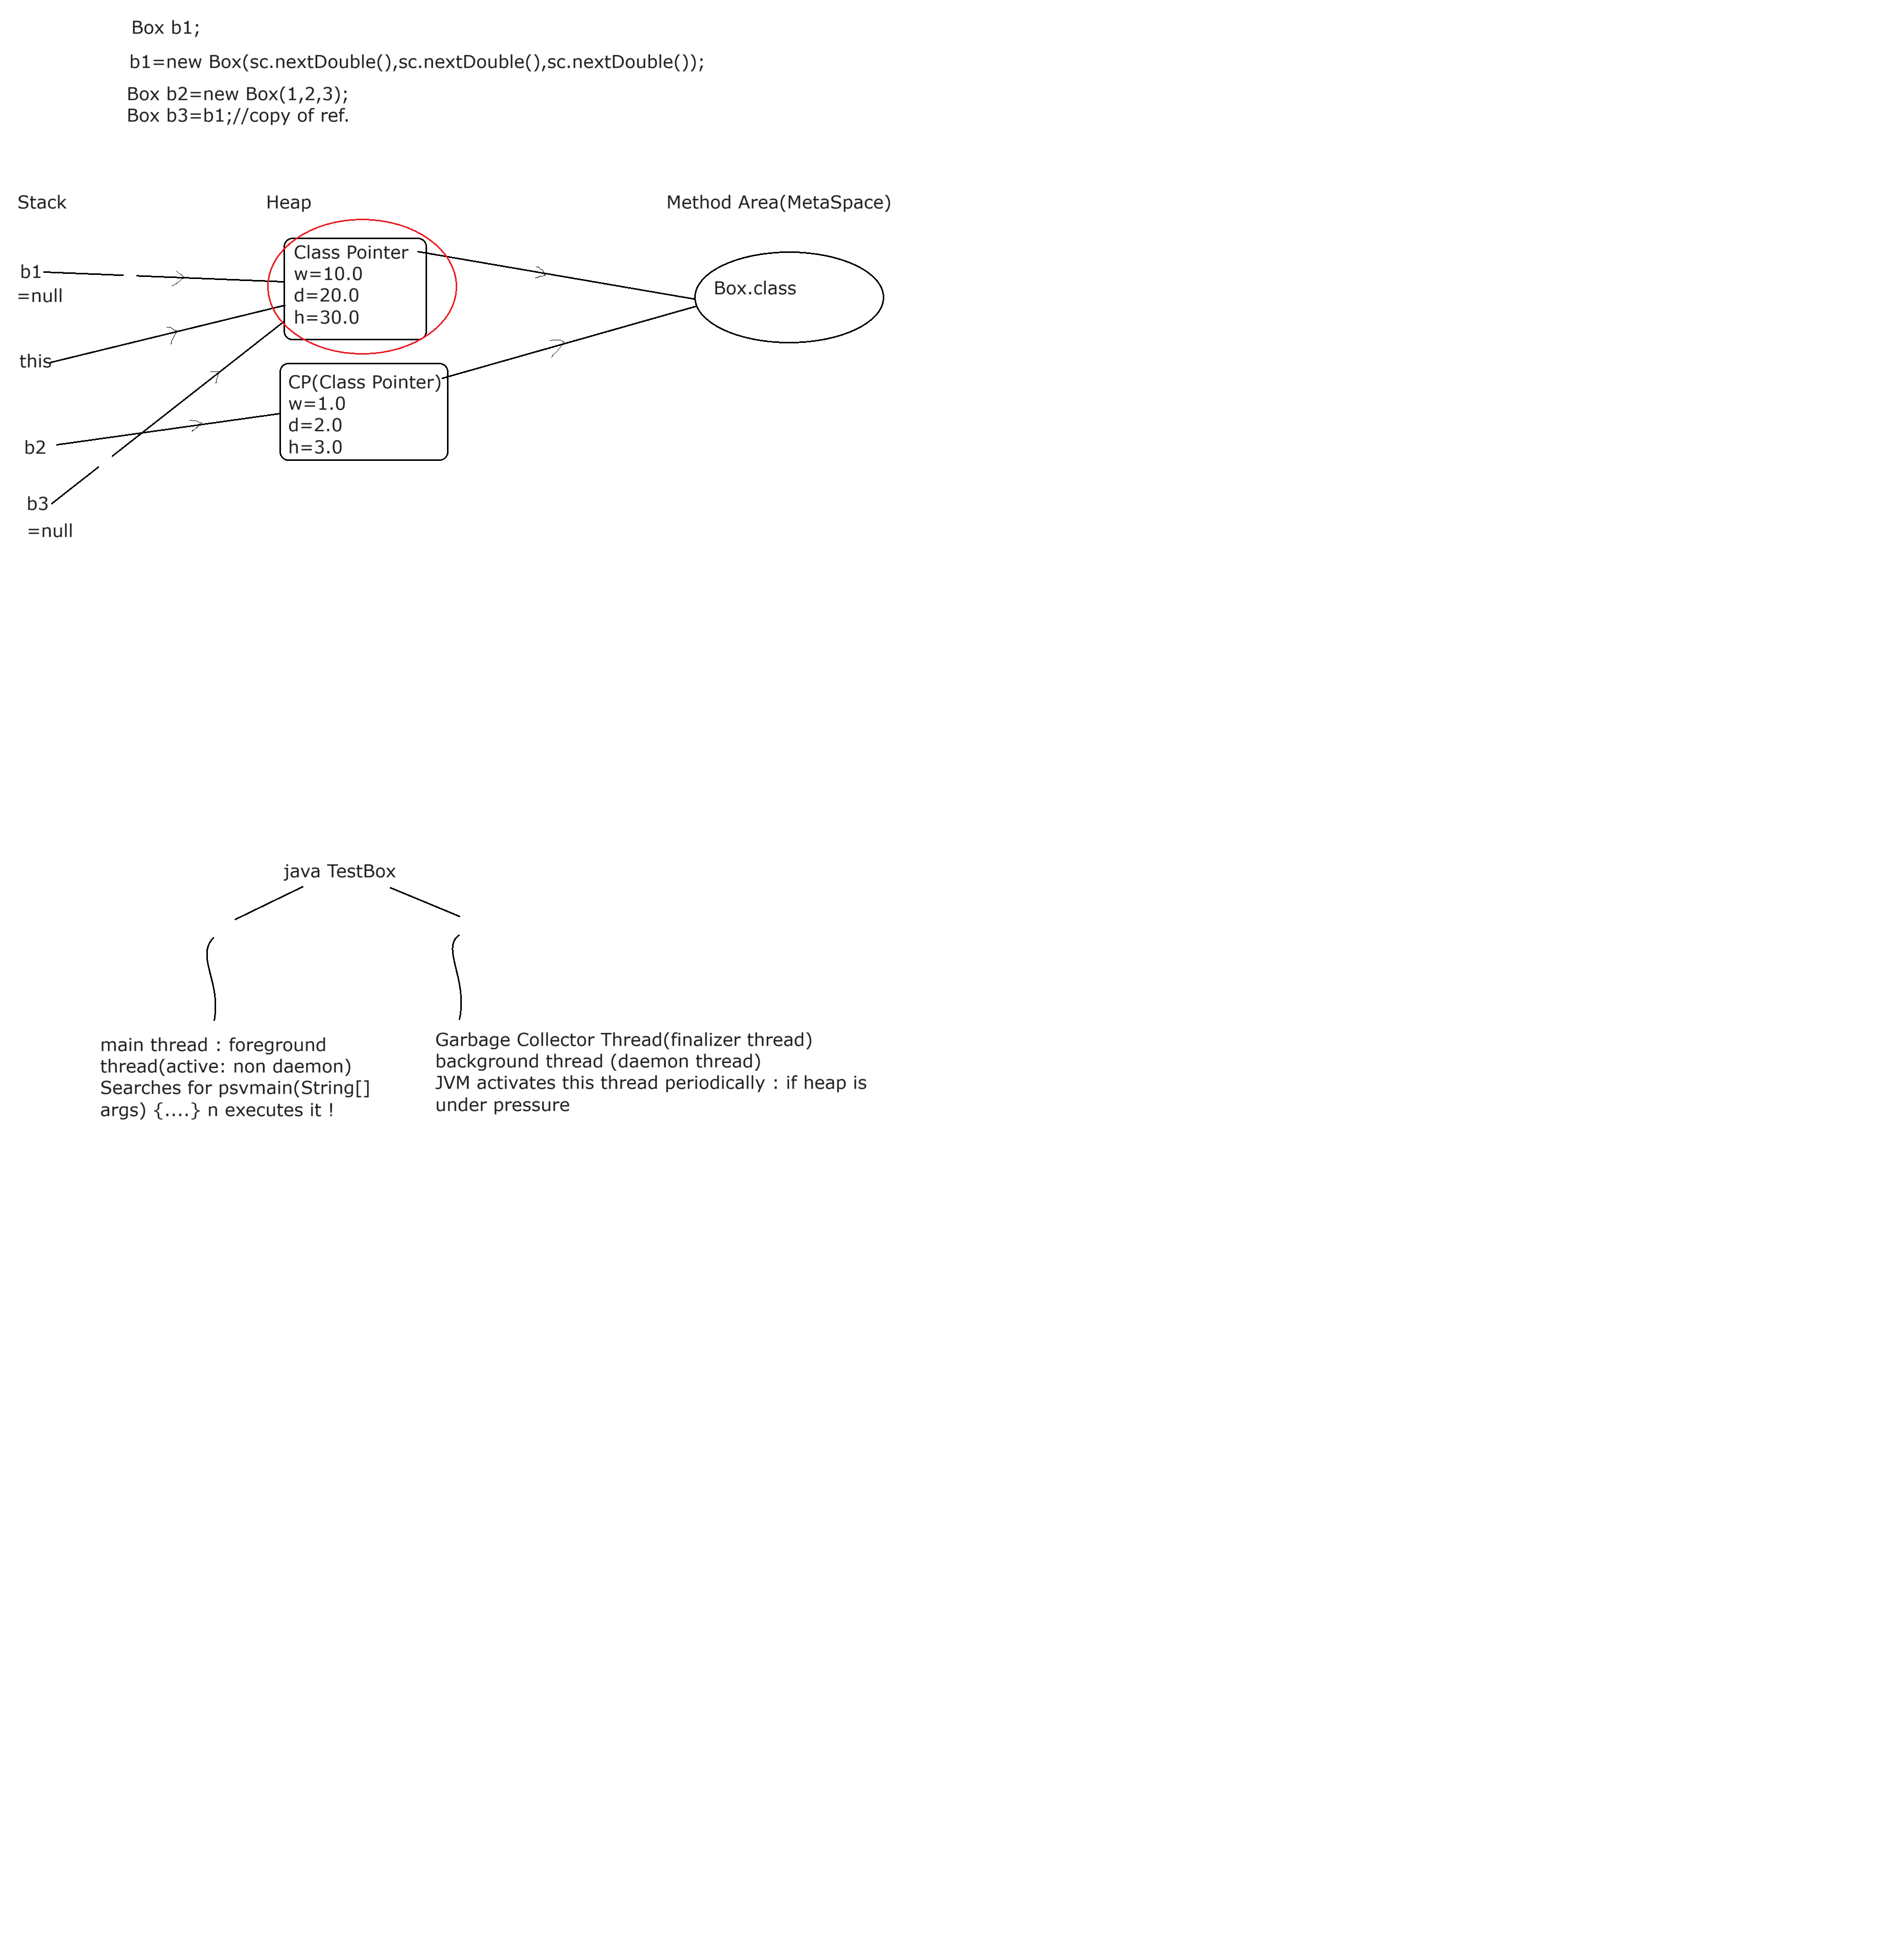 Box b1;
b1=new Box(sc.nextDouble(),sc.nextDouble(),sc.nextDouble());
Box b2=new Box(1,2,3);
Box b3=b1;//copy of ref.
Stack
Heap
Method Area(MetaSpace)
b1
=null
this
b2
b3
=null
Class Pointer
w=10.0
d=20.0
h=30.0
CP(Class Pointer)
w=1.0
d=2.0
h=3.0
Box.class
java TestBox
main thread : foreground
thread(active: non daemon)
Searches for psvmain(String[]
args) {....} n executes it !
Garbage Collector Thread(finalizer thread)
background thread (daemon thread)
JVM activates this thread periodically : if heap is
under pressure